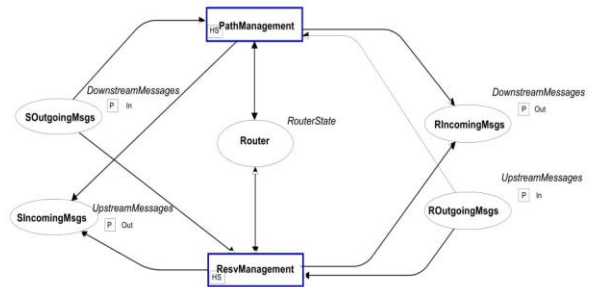 PathManagement
HS
DownstreamMessages
P In
SOutgoingMsgs
DownstreamMessages
P Out
RIncomingMsgs
RouterState
Router
UpstreamMessages
P In
ROutgoingMsgs
UpstreamMessages
P Out
SIncomingMsgs
ResvManagement
HS